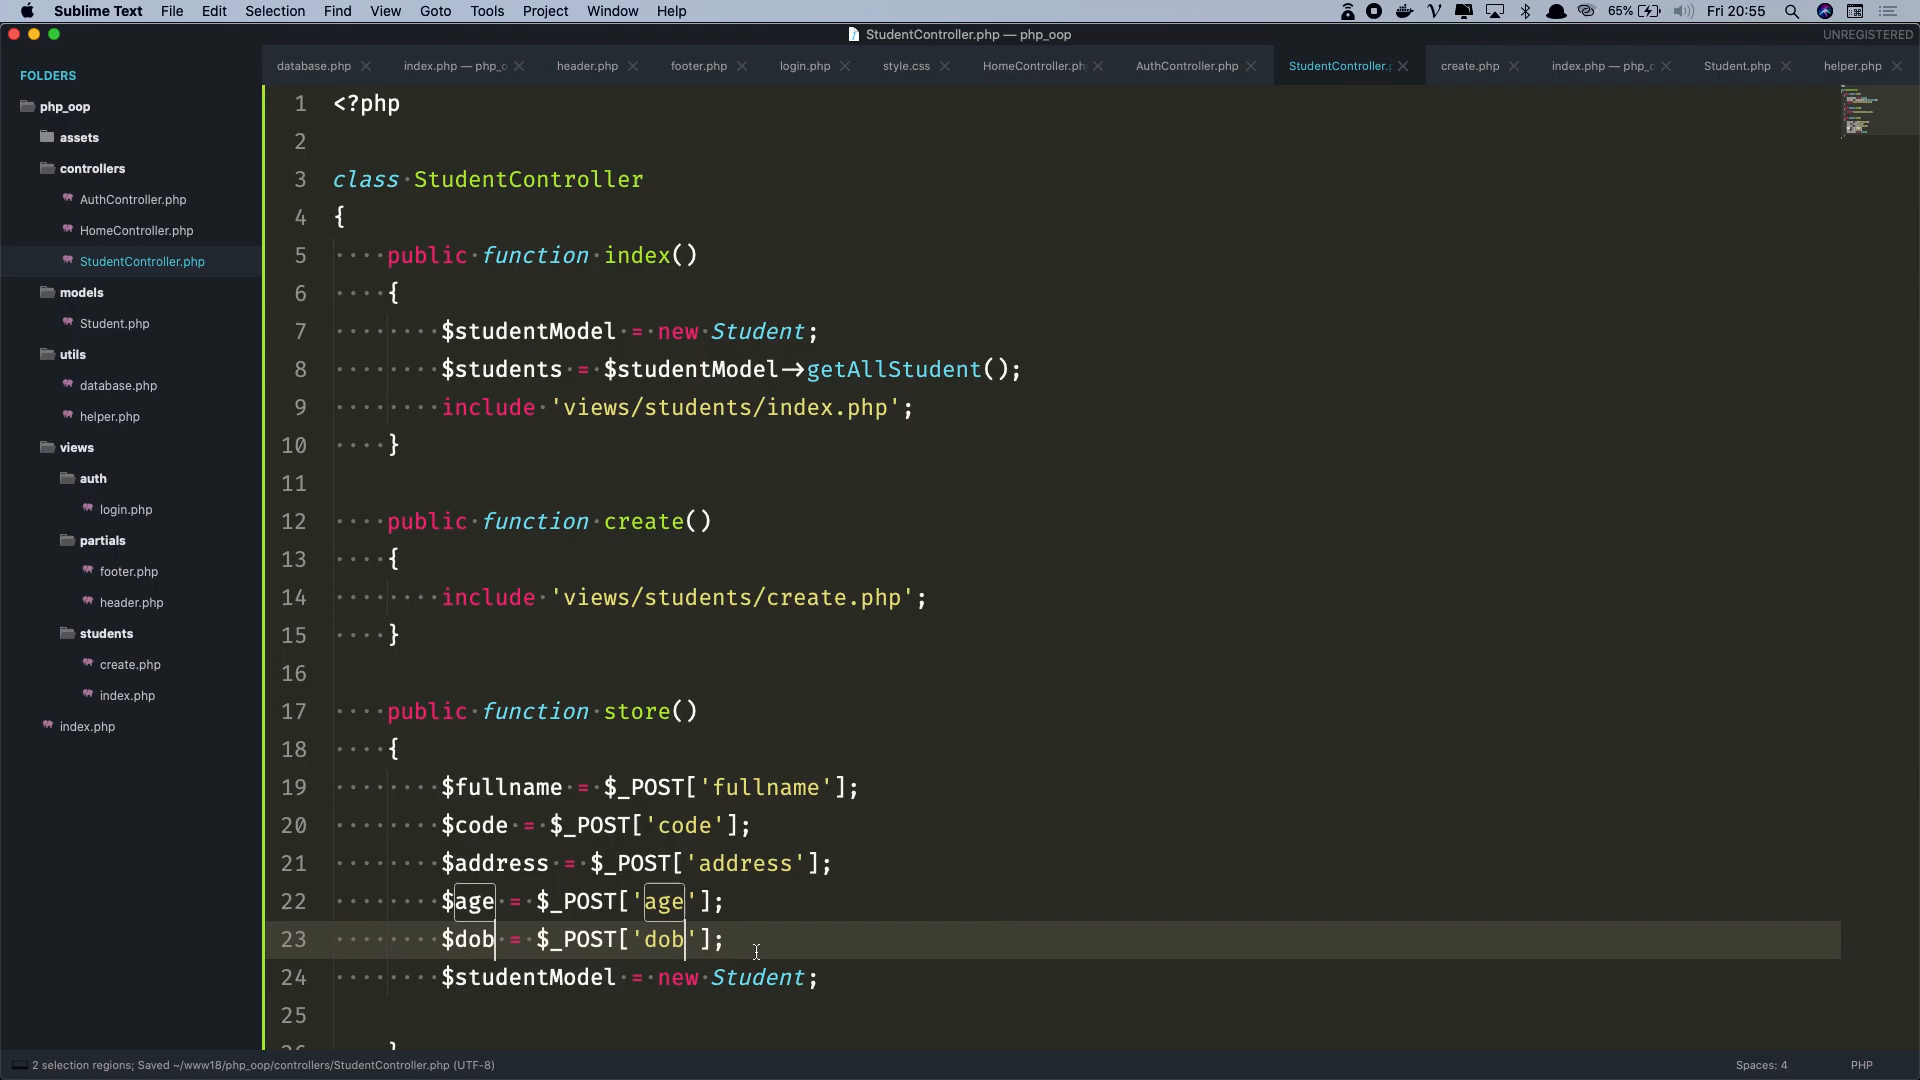 Sublime Text File Edit Selection Find View Goto Tools Project Window Help 65% Fri 20:55
StudentController.php — php_oop UNREGISTERED
FOLDERS
php_oop
assets
controllers
AuthController.php
HomeController.php
StudentController.php
models
Student.php
utils
database.php
helper.php
views
auth
login.php
partials
footer.php
header.php
students
create.php
index.php
index.php
database.php index.php — php_o header.php footer.php login.php style.css HomeController.ph AuthController.php StudentController. create.php index.php — php_o Student.php helper.php
1 <?php
2
3 class StudentController
4 {
5 public function index()
6 {
7 $studentModel = new Student;
8 $students = $studentModel->getAllStudent();
9 include 'views/students/index.php';
10 }
11
12 public function create()
13 {
14 include 'views/students/create.php';
15 }
16
17 public function store()
18 {
19 $fullname = $_POST['fullname'];
20 $code = $_POST['code'];
21 $address = $_POST['address'];
22 $age = $_POST['age'];
23 $dob = $_POST['dob'];
24 $studentModel = new Student;
25
26 }
2 selection regions; Saved ~/www18/php_oop/controllers/StudentController.php (UTF-8) Spaces: 4 PHP